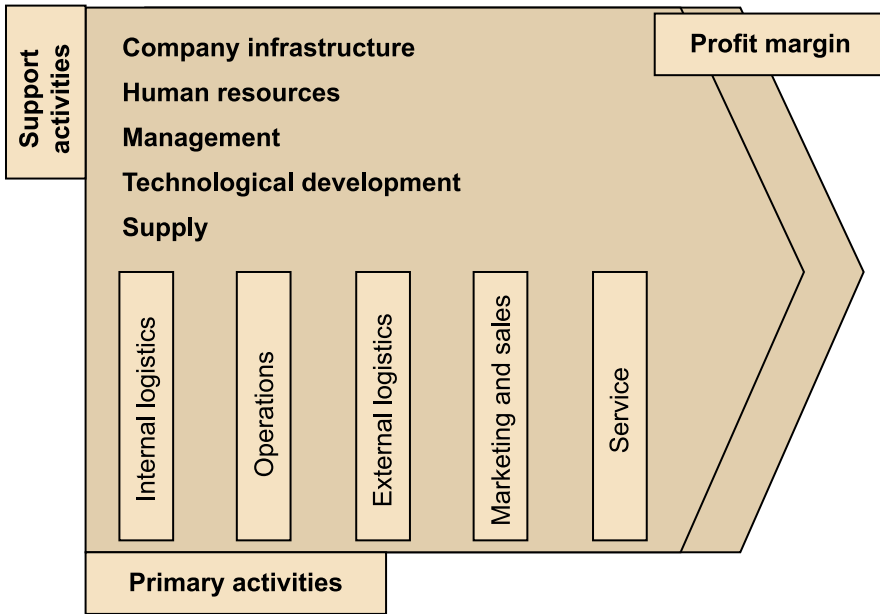 Support
activities
Company infrastructure
Human resources
Management
Technological development
Supply
Profit margin
Internal logistics
Operations
External logistics
Marketing and sales
Service
Primary activities